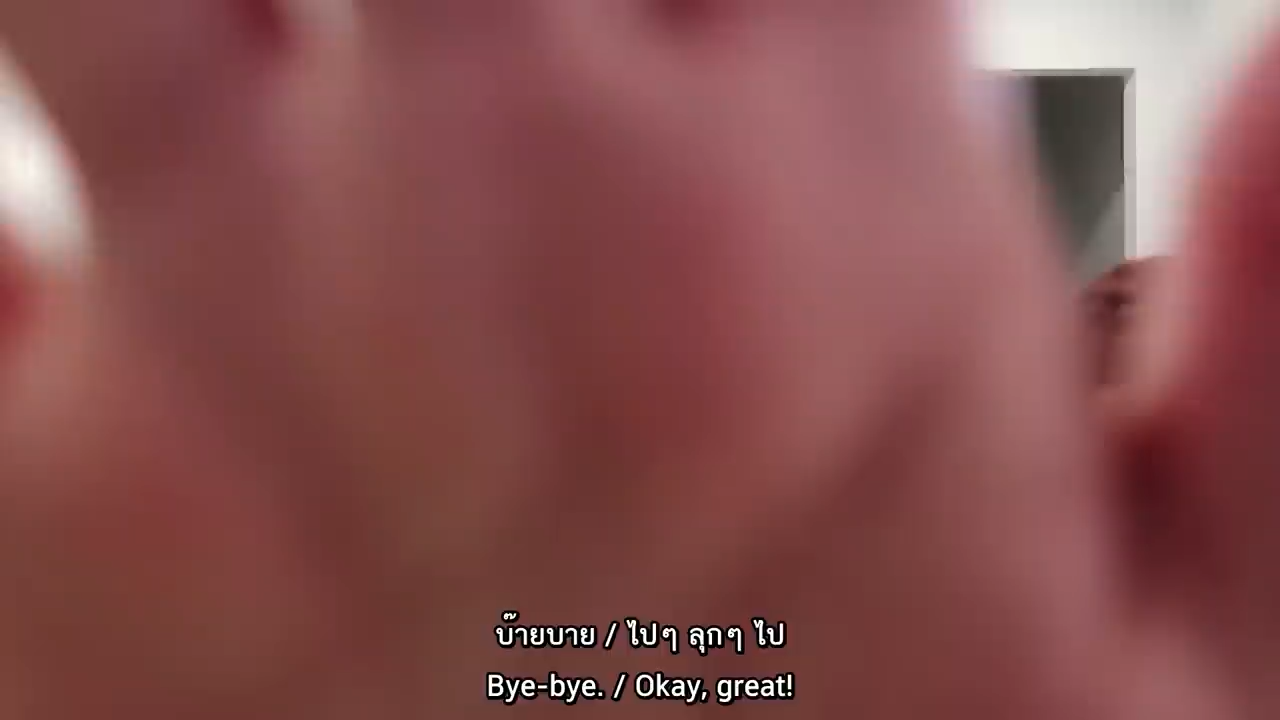 บ๊ายบาย / ไปๆ ลุกๆ ไป
Bye-bye. / Okay, great!